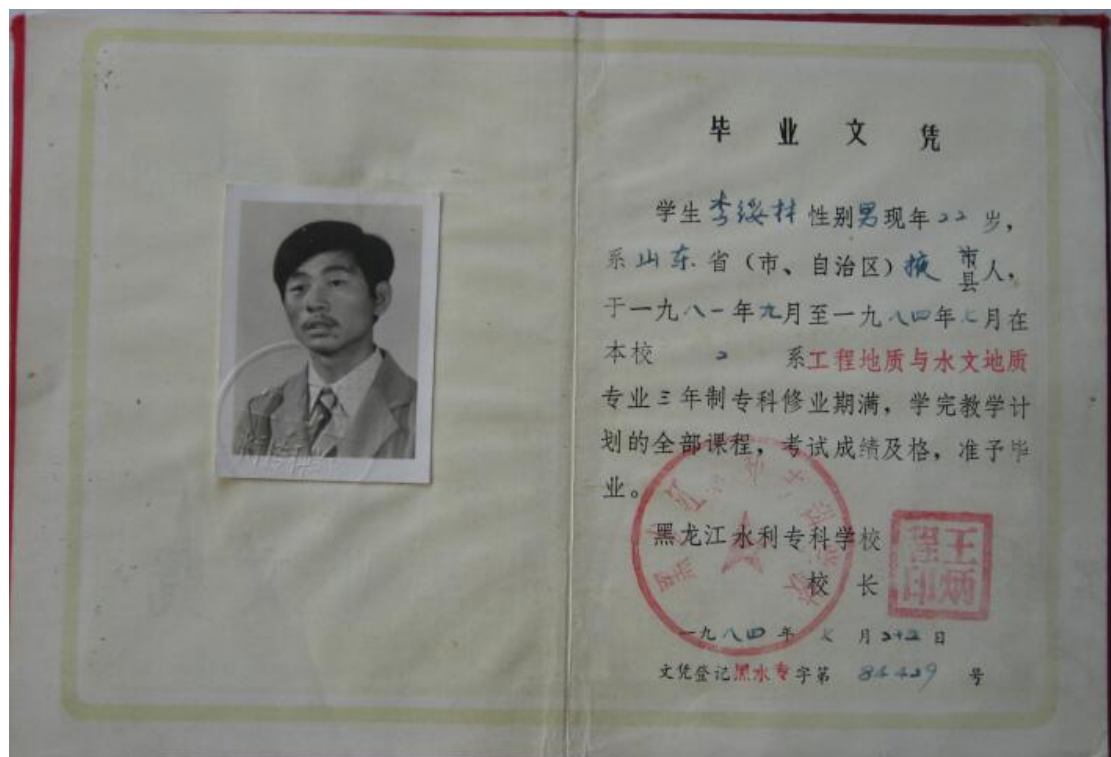 毕业文凭
学生李绥林性别男现年22岁，
系山东省（市、自治区）掖市县人，
于一九八一年九月至一九八四年七月在
本校 2 系工程地质与水文地质
专业三年制专科修业期满，学完教学计
划的全部课程，考试成绩及格，准予毕
业。
黑龙江水利专科学校
校长
王炳
印
一九八四年七月 日
文凭登记黑水专字第84429号